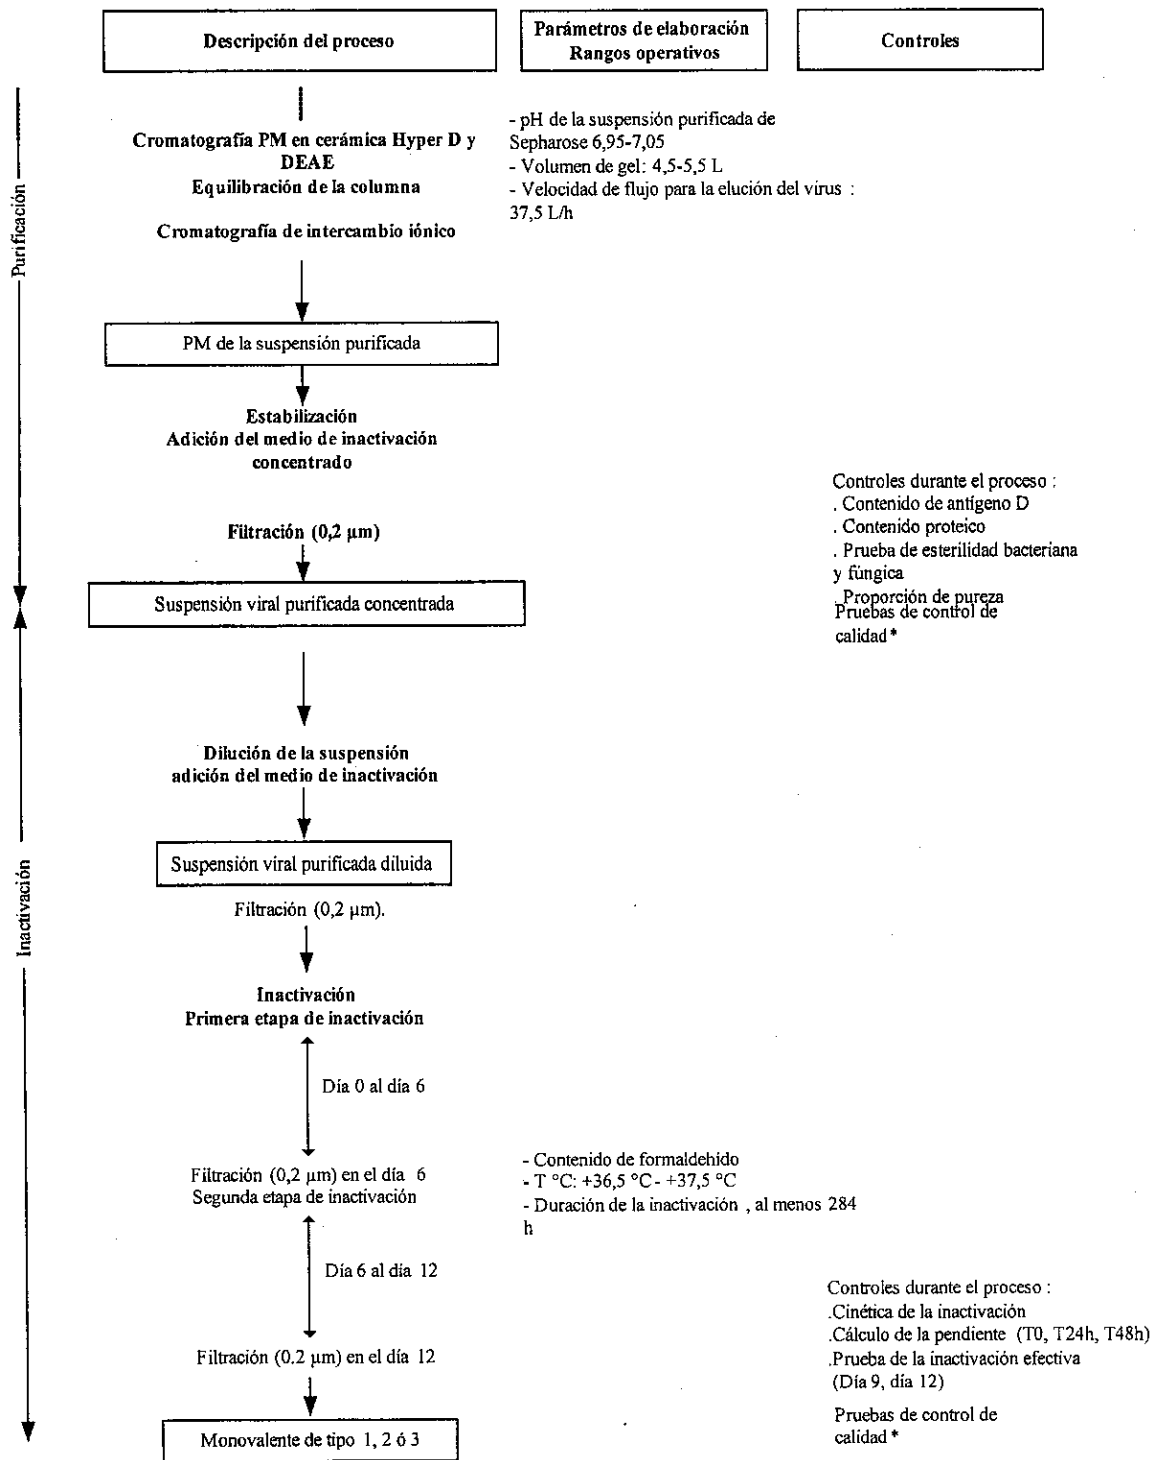 Descripción del proceso
Parámetros de elaboración
Rangos operativos
Controles
Purificación
Cromatografía PM en cerámica Hyper D y
DEAE
Equilibración de la columna
Cromatografía de intercambio iónico
- pH de la suspensión purificada de
Sepharose 6,95-7,05
- Volumen de gel: 4,5-5,5 L
- Velocidad de flujo para la elución del virus :
37,5 L/h
PM de la suspensión purificada
Estabilización
Adición del medio de inactivación
concentrado
Filtración (0,2 µm)
Suspensión viral purificada concentrada
Controles durante el proceso :
. Contenido de antígeno D
. Contenido proteico
. Prueba de esterilidad bacteriana
y fúngica
. Proporción de pureza
Pruebas de control de
calidad *
Inactivación
Dilución de la suspensión
adición del medio de inactivación
Suspensión viral purificada diluida
Filtración (0,2 µm).
Inactivación
Primera etapa de inactivación
Día 0 al día 6
Filtración (0,2 µm) en el día 6
Segunda etapa de inactivación
- Contenido de formaldehido
- T °C: +36,5 °C - +37,5 °C
- Duración de la inactivación , al menos 284
h
Día 6 al día 12
Filtración (0.2 µm) en el día 12
Monovalente de tipo 1, 2 ó 3
Controles durante el proceso :
.Cinética de la inactivación
.Cálculo de la pendiente (T0, T24h, T48h)
.Prueba de la inactivación efectiva
(Día 9, día 12)
Pruebas de control de
calidad *